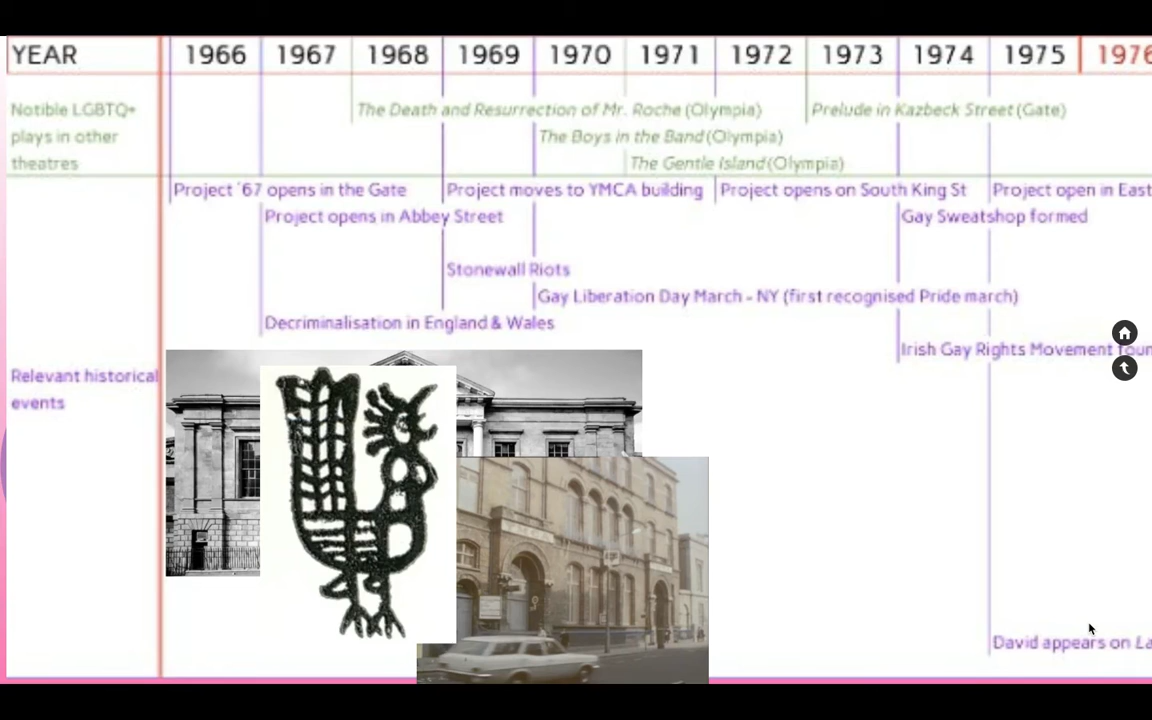 YEAR 1966 1967 1968 1969 1970 1971 1972 1973 1974 1975 1976
Notible LGBTQ+
plays in other
theatres
The Death and Resurrection of Mr. Roche (Olympia)
Prelude in Kazbeck Street (Gate)
The Boys in the Band (Olympia)
The Gentle Island (Olympia)
Project '67 opens in the Gate
Project moves to YMCA building
Project opens on South King St
Project open in East
Project opens in Abbey Street
Gay Sweatshop formed
Stonewall Riots
Gay Liberation Day March - NY (first recognised Pride march)
Decriminalisation in England & Wales
Irish Gay Rights Movement foun
Relevant historical
events
David appears on La